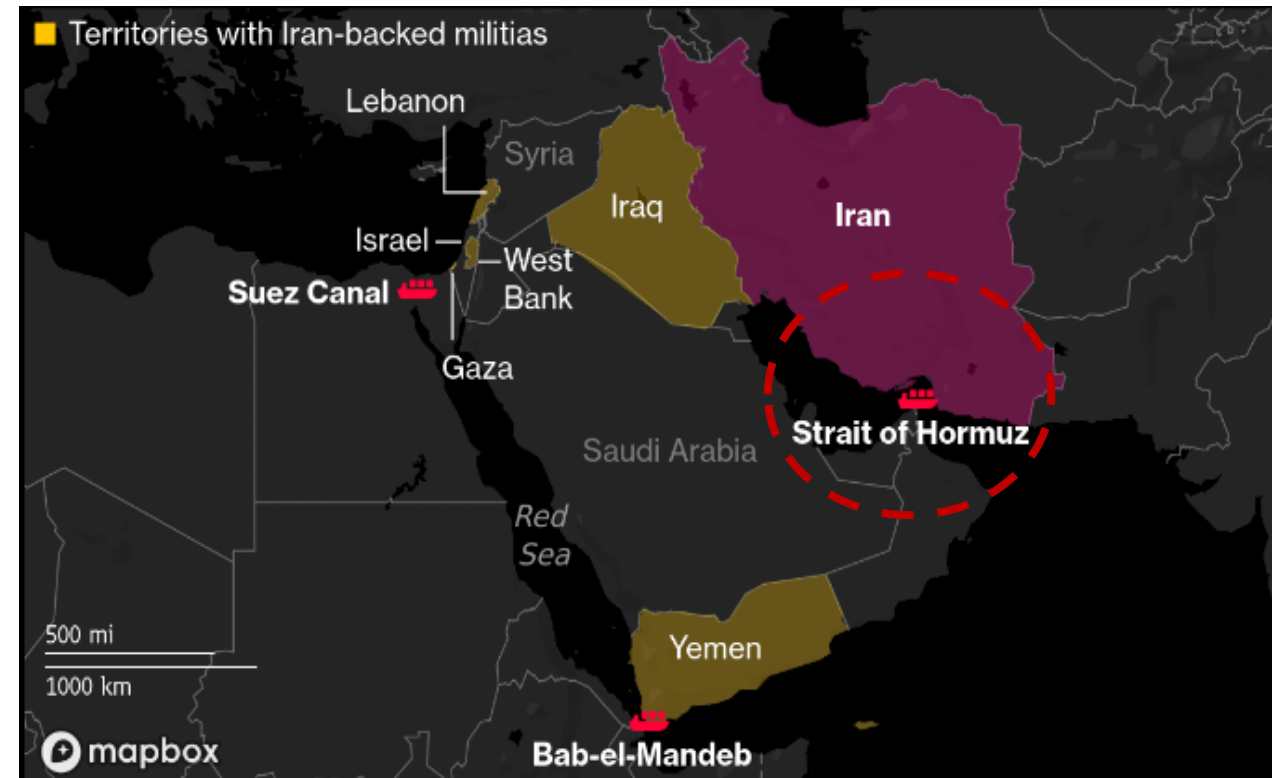 Territories with Iran-backed militias
Lebanon
Syria
Iraq
Iran
Israel
West
Bank
Suez Canal
Gaza
Strait of Hormuz
Saudi Arabia
Red
Sea
500 mi
1000 km
Yemen
mapbox
Bab-el-Mandeb